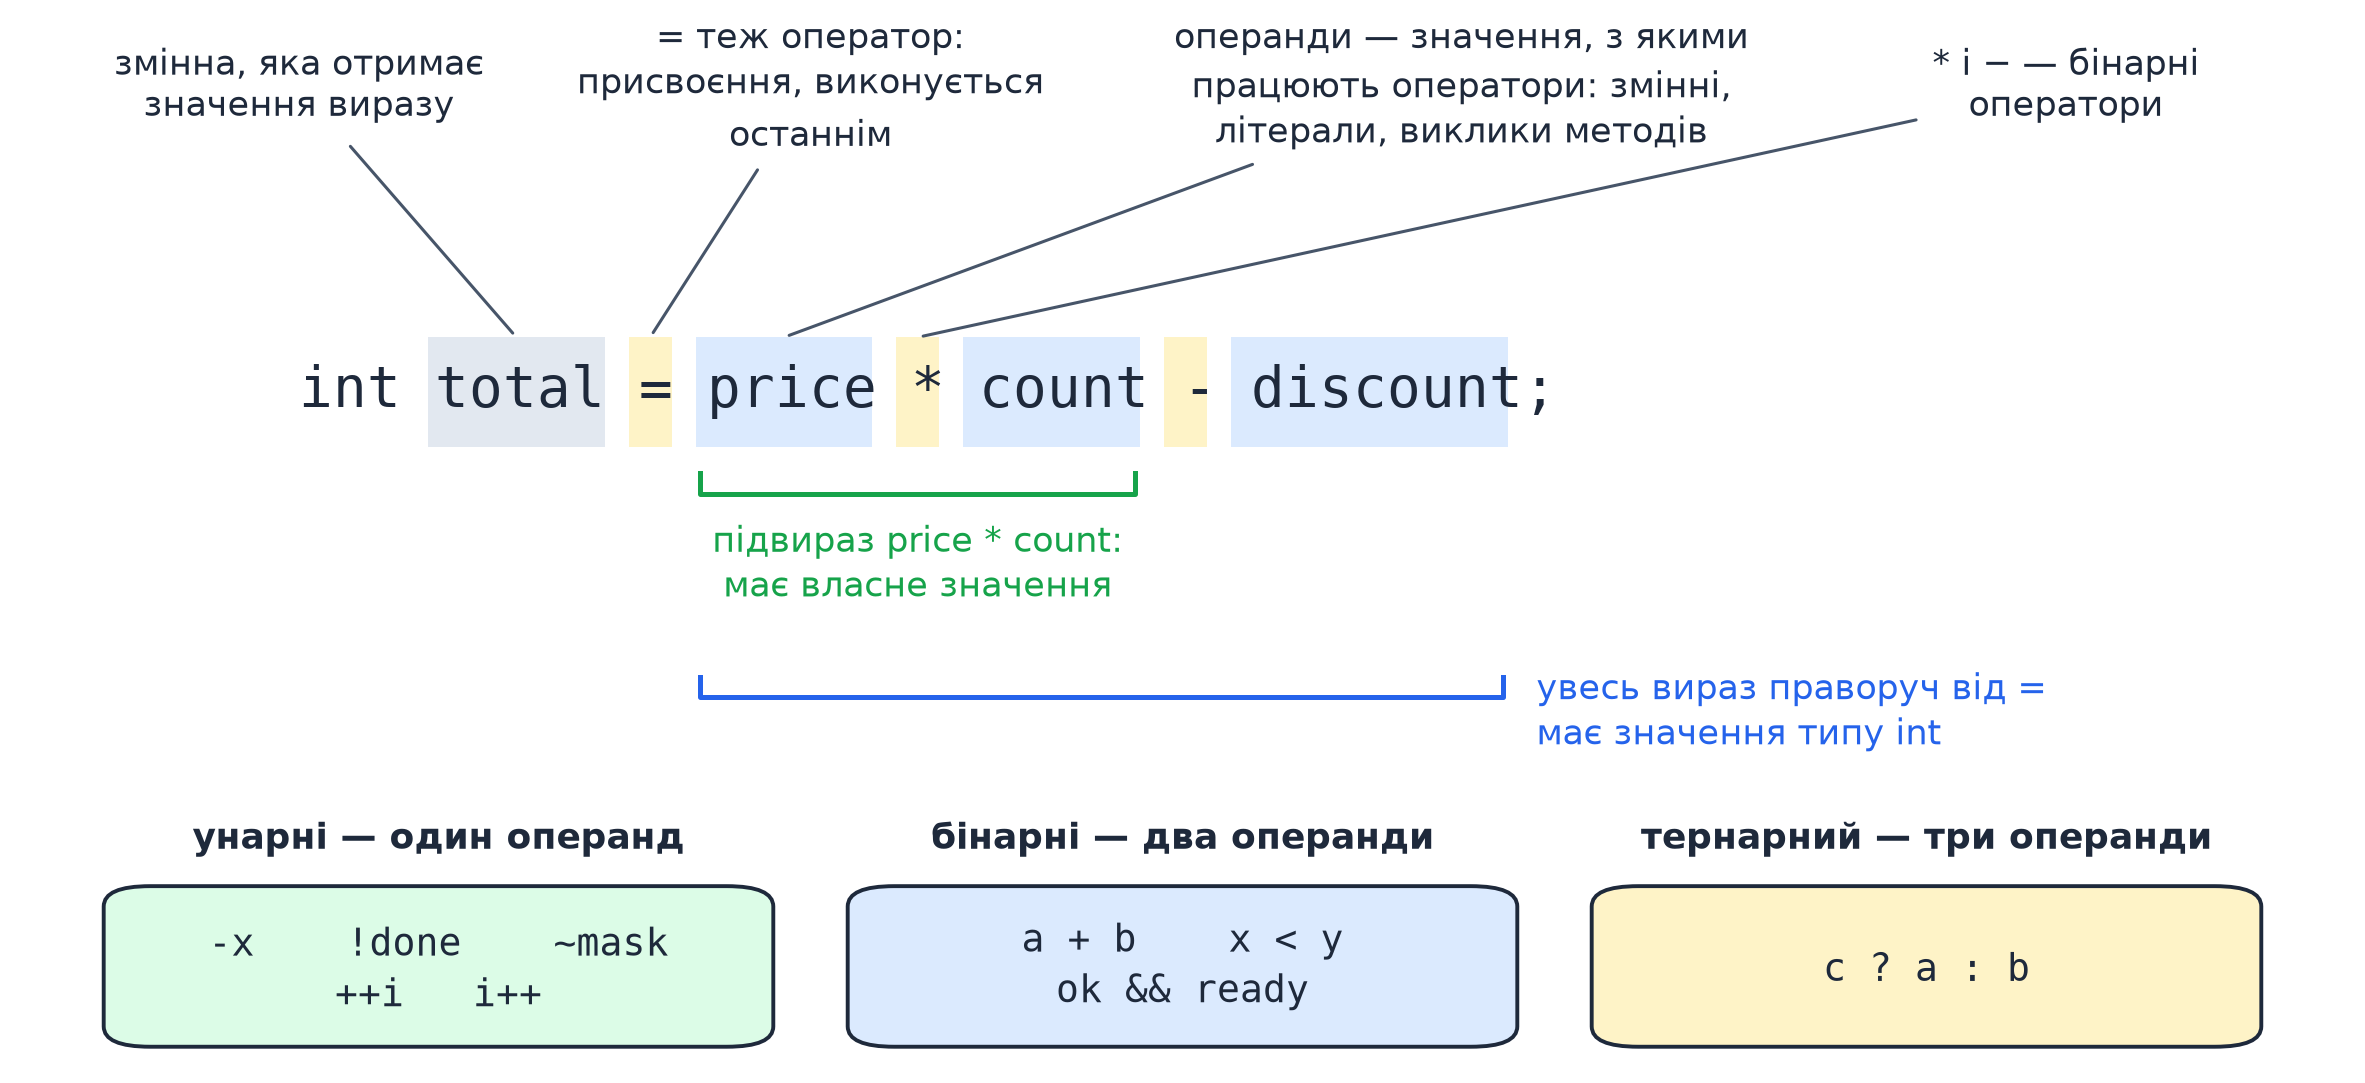 змінна, яка отримає
значення виразу
= теж оператор:
присвоєння, виконується
останнім
операнди — значення, з якими
працюють оператори: змінні,
літерали, виклики методів
* і − — бінарні
оператори
int total = price * count - discount;
підвираз price * count:
має власне значення
увесь вираз праворуч від =
має значення типу int
унарні — один операнд
-x    !done    ~mask
++i   i++
бінарні — два операнди
a + b    x < y
ok && ready
тернарний — три операнди
c ? a : b